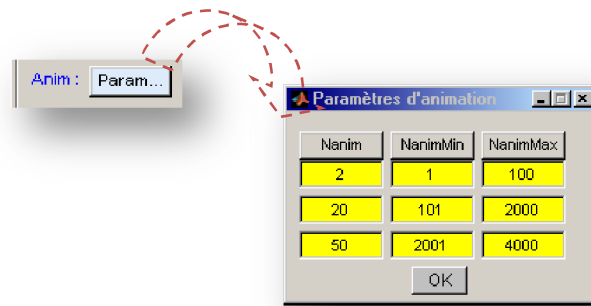 Anim : Param...
Paramètres d'animation
Nanim NanimMin NanimMax
2 1 100
20 101 2000
50 2001 4000
OK